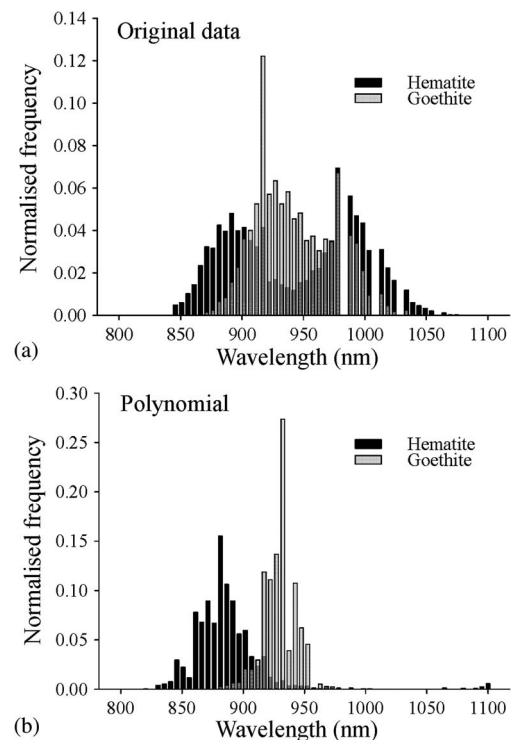 0.14
Original data
0.12
Hematite
Goethite
0.10
0.08
0.06
0.04
0.02
0.00
Normalised frequency
800 850 900 950 1000 1050 1100
(a)
Wavelength (nm)
0.30
Polynomial
0.25
Hematite
Goethite
0.20
0.15
0.10
0.05
0.00
Normalised frequency
800 850 900 950 1000 1050 1100
(b)
Wavelength (nm)